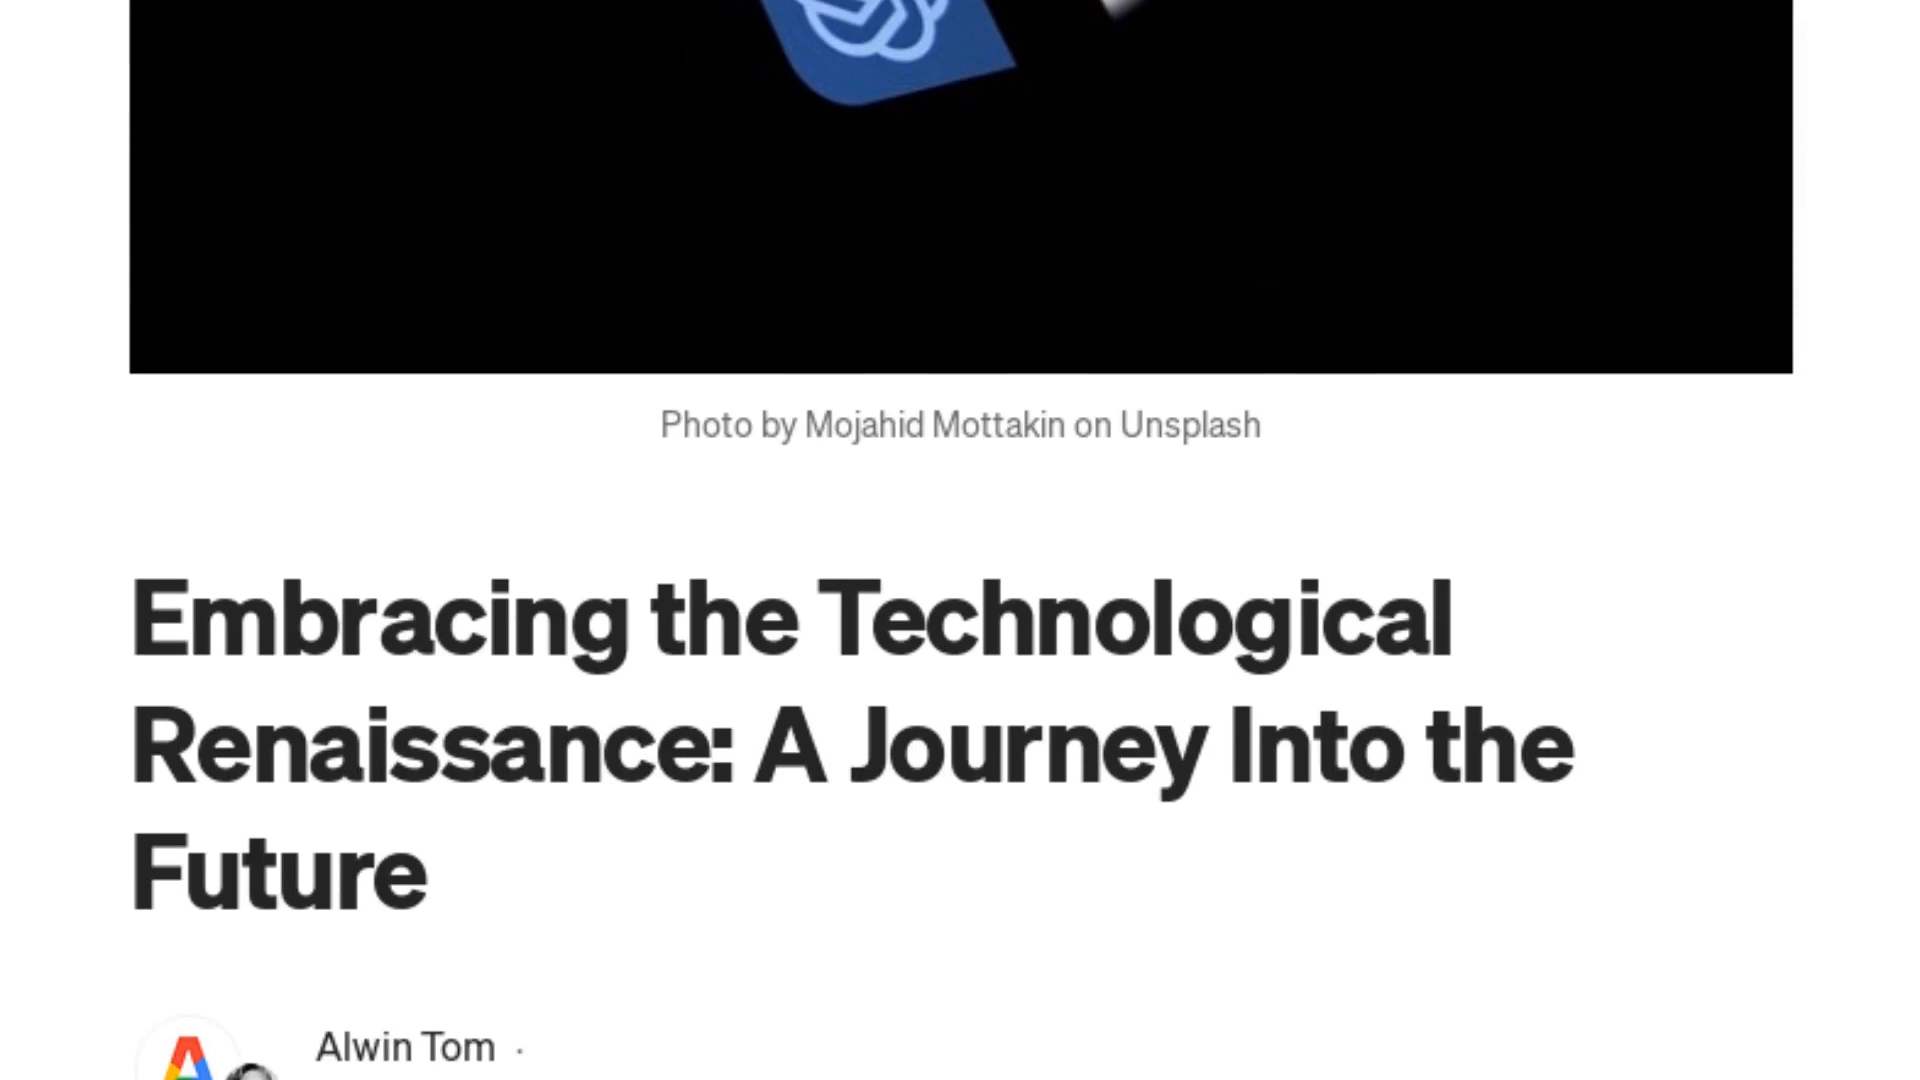 Photo by Mojahid Mottakin on Unsplash
Embracing the Technological
Renaissance: A Journey Into the
Future
Alwin Tom ·